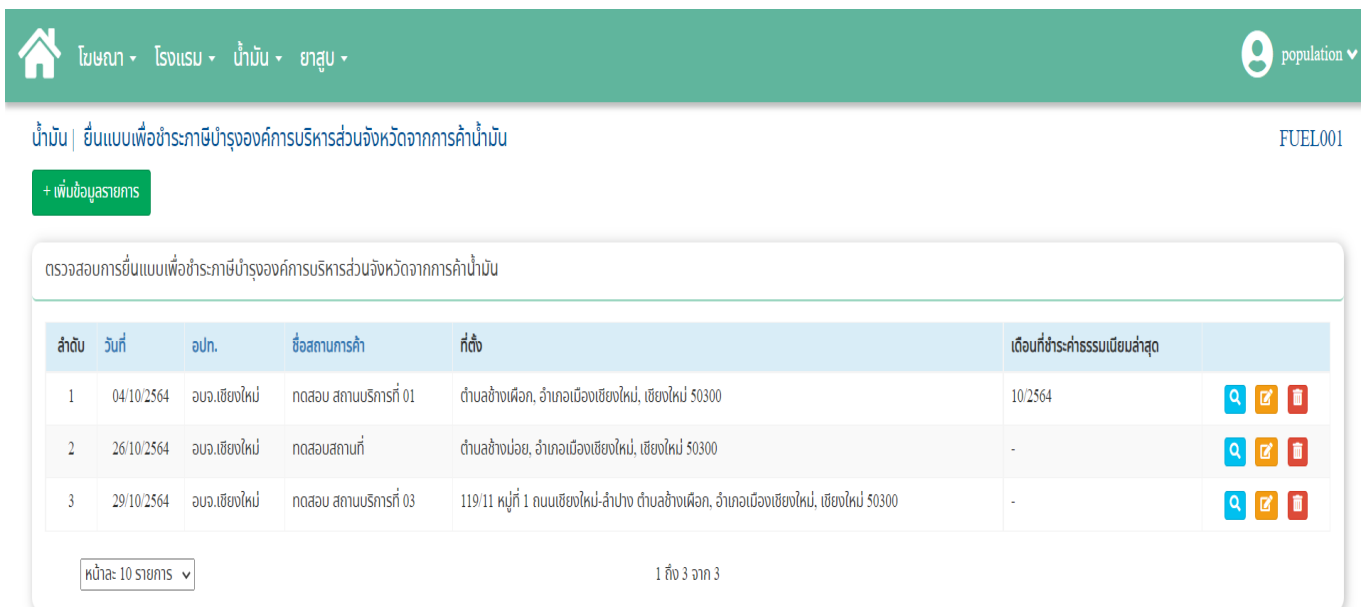 โฆษณา โรงแรม น้ำมัน ยาสูบ population
น้ำมัน | ยื่นแบบเพื่อชำระภาษีบำรุงองค์การบริหารส่วนจังหวัดจากการค้าน้ำมัน FUEL001
+ เพิ่มข้อมูลรายการ
ตรวจสอบการยื่นแบบเพื่อชำระภาษีบำรุงองค์การบริหารส่วนจังหวัดจากการค้าน้ำมัน
ลำดับ วันที่ อปท. ชื่อสถานการค้า ที่ตั้ง เดือนที่ชำระค่าธรรมเนียมล่าสุด
1 04/10/2564 อบจ.เชียงใหม่ ทดสอบ สถานบริการที่ 01 ตำบลช้างเผือก, อำเภอเมืองเชียงใหม่, เชียงใหม่ 50300 10/2564
2 26/10/2564 อบจ.เชียงใหม่ ทดสอบสถานที่ ตำบลช้างม่อย, อำเภอเมืองเชียงใหม่, เชียงใหม่ 50300 -
3 29/10/2564 อบจ.เชียงใหม่ ทดสอบ สถานบริการที่ 03 119/11 หมู่ที่ 1 ถนนเชียงใหม่-ลำปาง ตำบลช้างเผือก, อำเภอเมืองเชียงใหม่, เชียงใหม่ 50300 -
หน้าละ 10 รายการ 1 ถึง 3 จาก 3